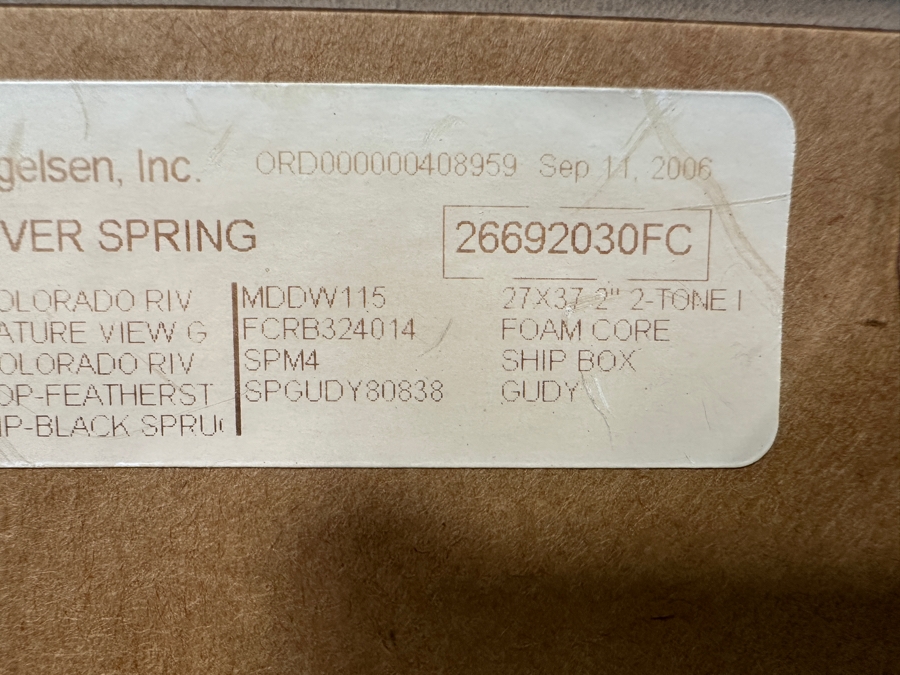 gelsen, Inc. ORD000000408959 Sep 11, 2006
VER SPRING 26692030FC
OLORADO RIV MDDW115 27X37 2" 2-TONE I
ATURE VIEW G FCRB324014 FOAM CORE
OLORADO RIV SPM4 SHIP BOX
OP-FEATHERST SPGUDY80838 GUDY
IP-BLACK SPRU